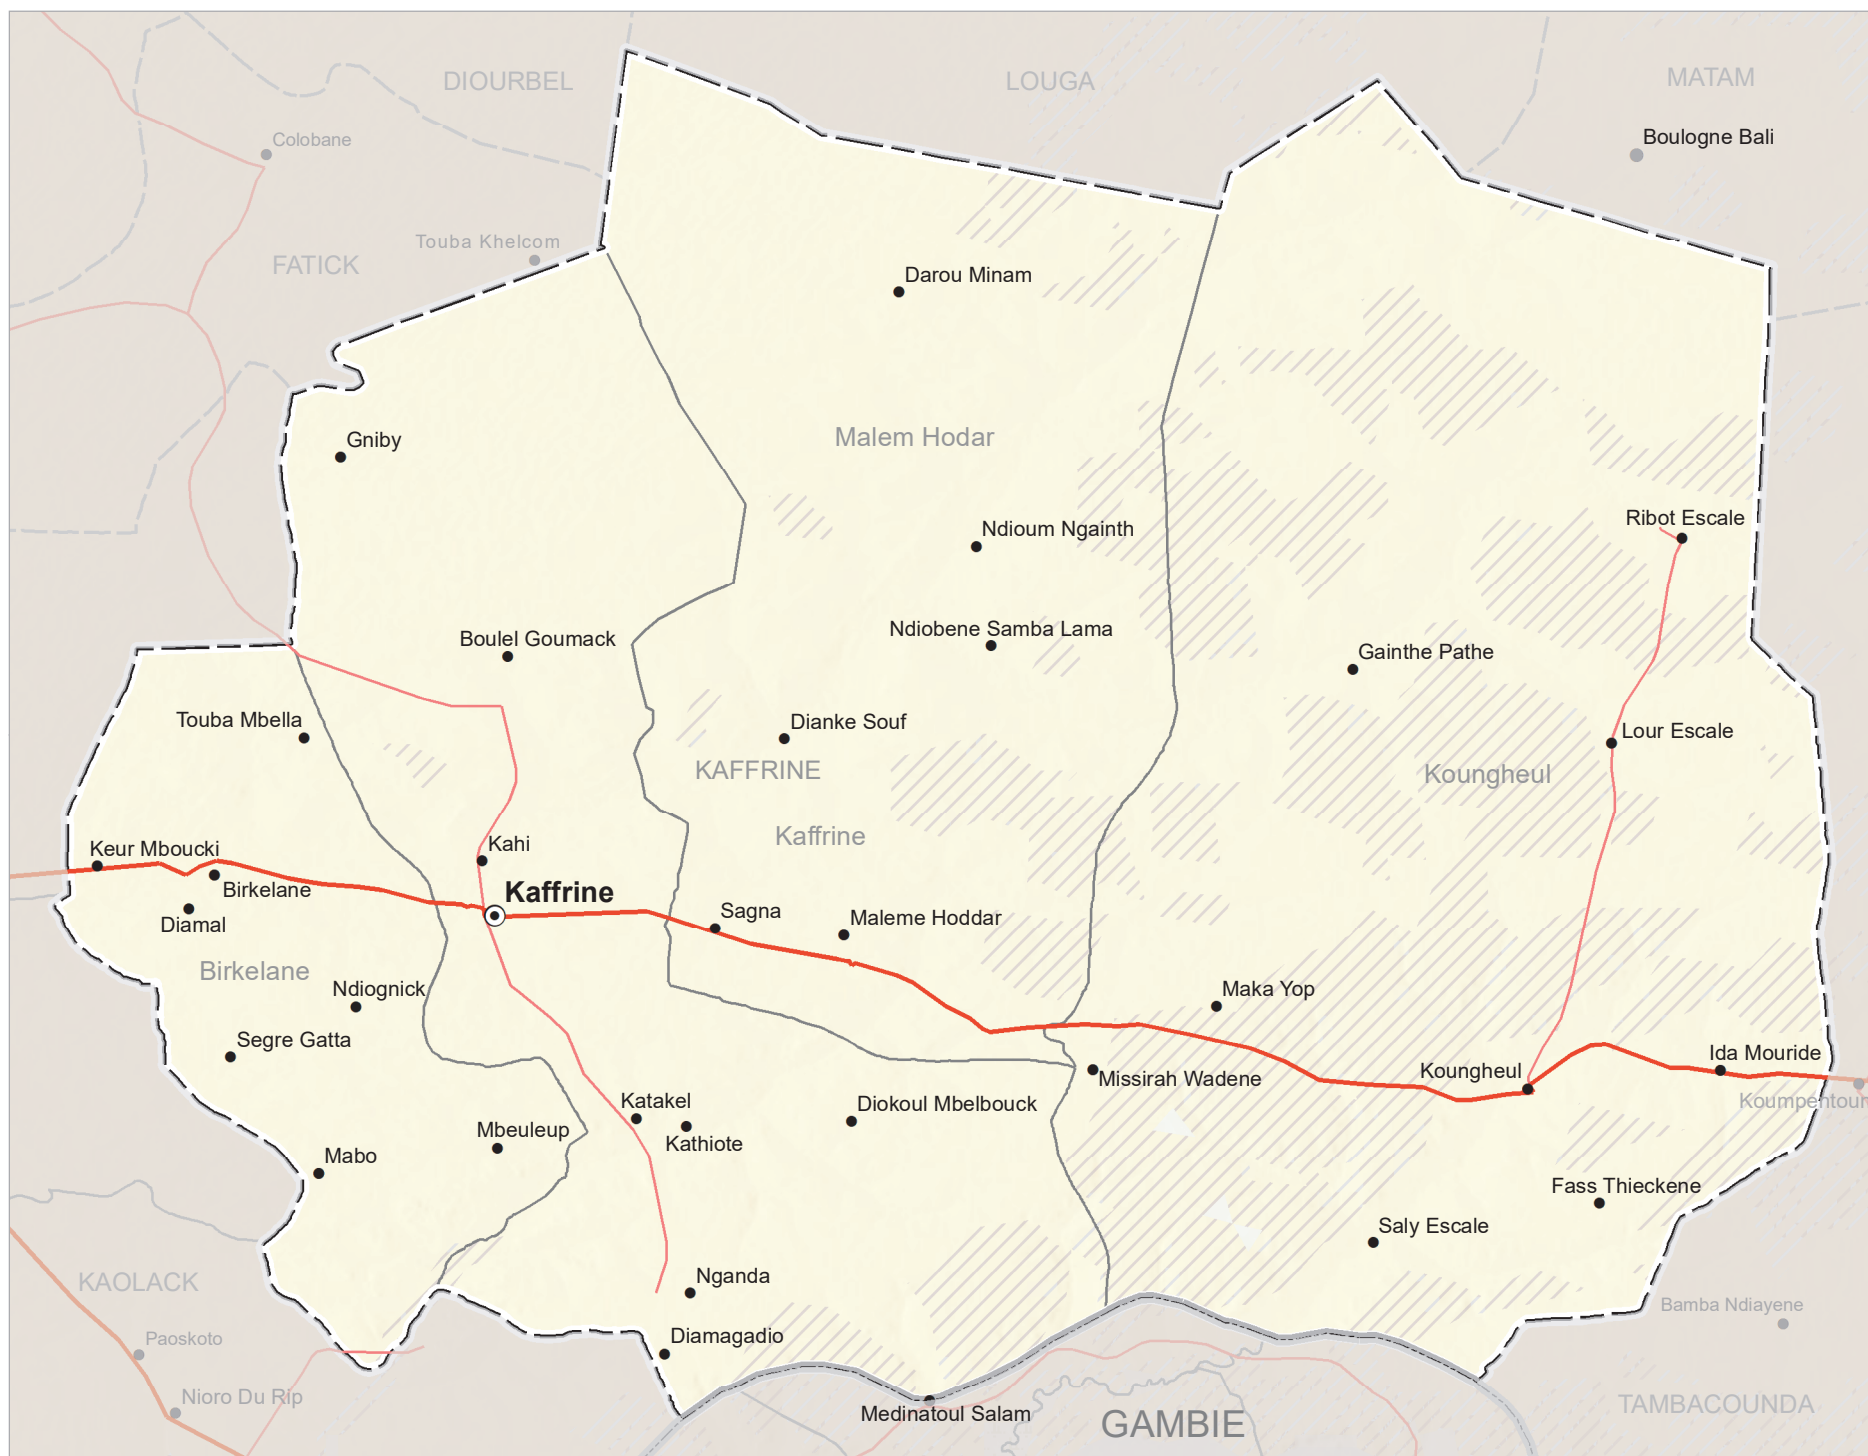 DIOURBEL
LOUGA
MATAM
Colobane
Boulogne Bali
Touba Khelcom
FATICK
Darou Minam
Gniby
Malem Hodar
Ndioum Ngainth
Ribot Escale
Boulel Goumack
Ndiobene Samba Lama
Gainthe Pathe
Touba Mbella
Dianke Souf
Lour Escale
KAFFRINE
Koungheul
Kaffrine
Keur Mboucki
Kahi
Birkelane
Kaffrine
Diamal
Sagna
Maleme Hoddar
Birkelane
Ndiognick
Maka Yop
Segre Gatta
Koungheul
Ida Mouride
Missirah Wadene
Koumpentoum
Katakel
Diokoul Mbelbouck
Mbeuleup
Kathiote
Mabo
Fass Thieckene
Saly Escale
KAOLACK
Nganda
Bamba Ndiayene
Paoskoto
Diamagadio
Nioro Du Rip
Medinatoul Salam
GAMBIE
TAMBACOUNDA